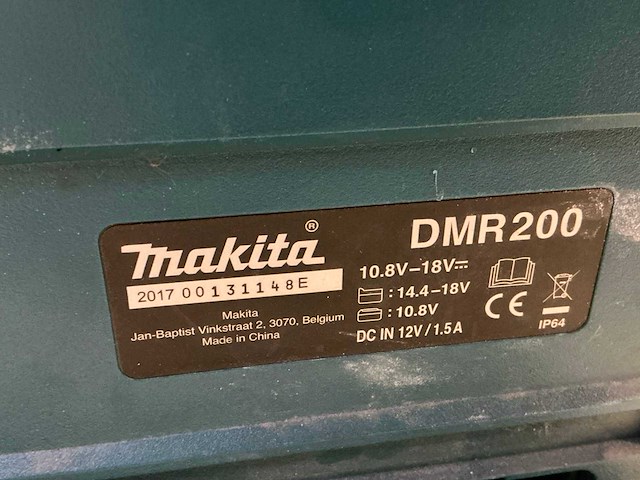 makita® DMR200
2017 00131148E
10.8V-18V⎓
: 14.4-18V
: 10.8V
DC IN 12V / 1.5A
Makita
Jan-Baptist Vinkstraat 2, 3070, Belgium
Made in China
CE
IP64